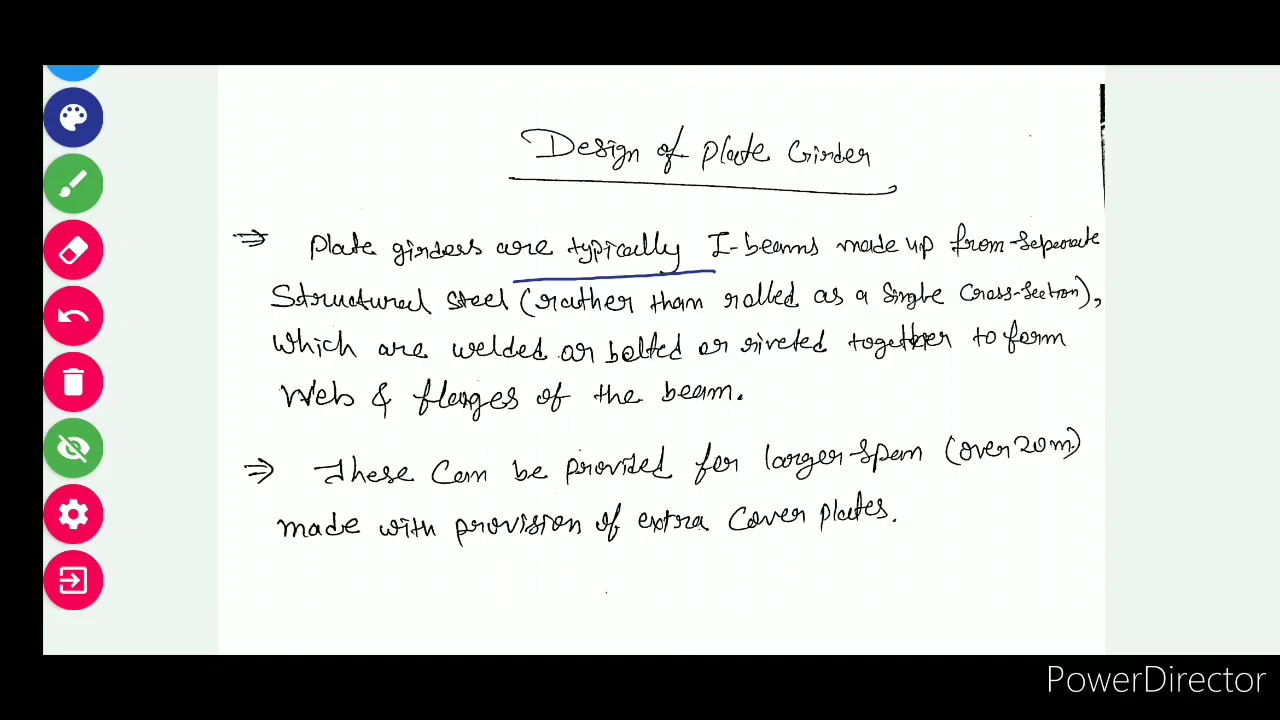 Design of Plate Girder
⇒ Plate girders are typically I-beams made up from separate
Structural steel (rather than rolled as a single cross-section),
which are welded or bolted or riveted together to form
Web & flanges of the beam.
⇒ These can be provided for larger span (over 20m)
made with provision of extra cover plates.
PowerDirector